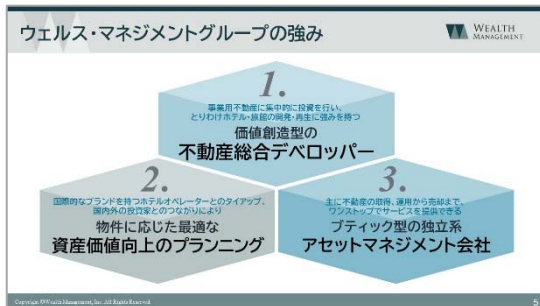 ウェルス・マネジメントグループの強み
WEALTH
MANAGEMENT
1.
事業用不動産に集中的に投資を行い、
とりわけホテル・旅館の開発・再生に強みを持つ
価値創造型の
不動産総合デベロッパー
2.
国際的なブランドを持つホテルオペレーターとのタイアップ、
国内外の投資家とのつながりにより
物件に応じた最適な
資産価値向上のプランニング
3.
主に不動産の取得、運用から売却まで、
ワンストップでサービスを提供できる
ブティック型の独立系
アセットマネジメント会社
Copyright ©Wealth Management, Inc. All Rights Reserved.
5